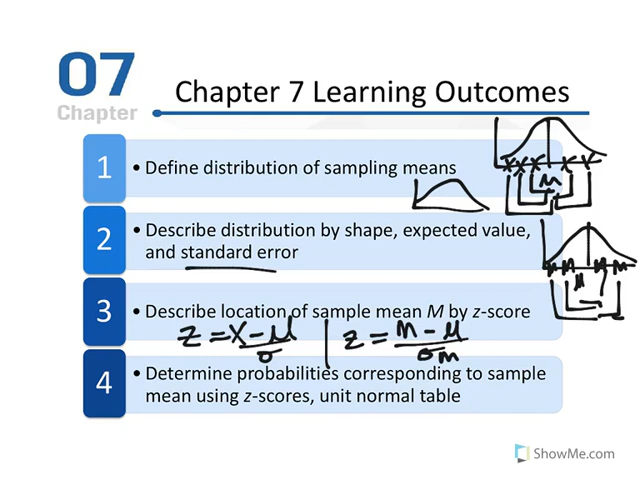 07
Chapter
Chapter 7 Learning Outcomes
1
• Define distribution of sampling means
X X X X X
M
2
• Describe distribution by shape, expected value,
and standard error
M M M M
μ
3
• Describe location of sample mean M by z-score
z = X - μ / σ | z = M - μ / σM
4
• Determine probabilities corresponding to sample
mean using z-scores, unit normal table
ShowMe.com